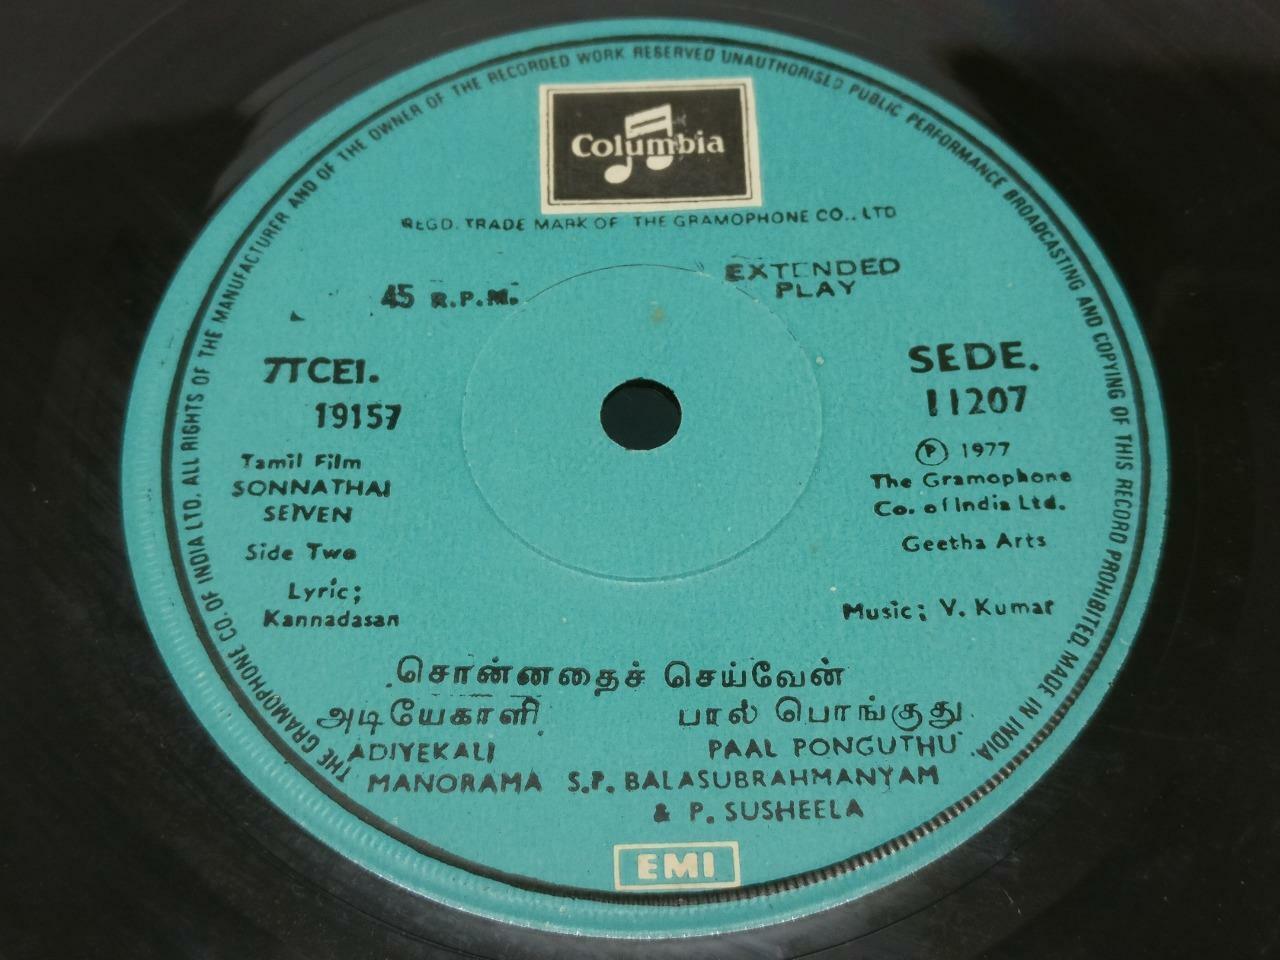 THE GRAMOPHONE CO. OF INDIA LTD. ALL RIGHTS OF THE MANUFACTURER AND OF THE OWNER OF THE RECORDED WORK RESERVED UNAUTHORISED PUBLIC PERFORMANCE BROADCASTING AND COPYING OF THIS RECORD PROHIBITED. MADE IN INDIA
Columbia
REGD. TRADE MARK OF THE GRAMOPHONE CO., LTD
45 R.P.M.
EXTENDED
PLAY
7TCEI.
19157
SEDE.
11207
Tamil Film
SONNATHAI
SEIVEN
Side Two
Lyric;
Kannadasan
Ⓟ 1977
The Gramophone
Co. of India Ltd.
Geetha Arts
Music; V. Kumar
சொன்னதைச் செய்வேன்
அடியேகாளி பால் பொங்குது
ADIYEKALI PAAL PONGUTHU
MANORAMA S.P. BALASUBRAHMANYAM
& P. SUSHEELA
EMI